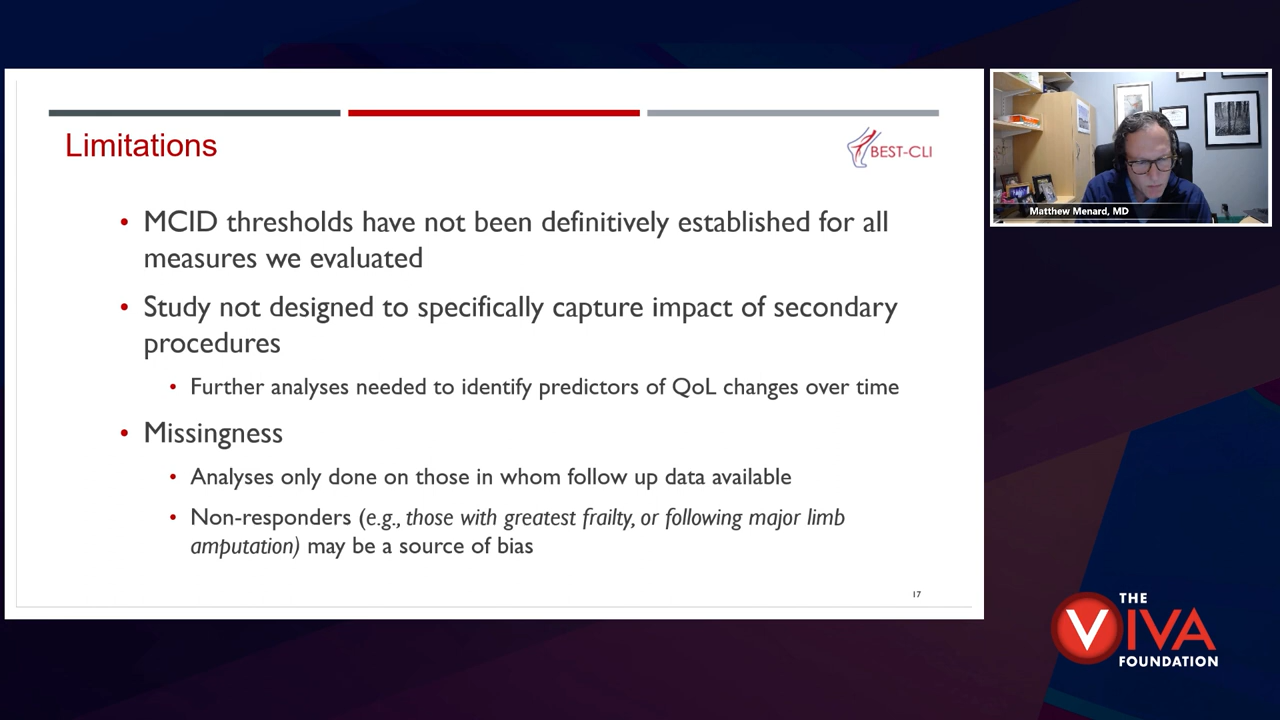 Limitations
BEST-CLI
• MCID thresholds have not been definitively established for all
measures we evaluated
• Study not designed to specifically capture impact of secondary
procedures
• Further analyses needed to identify predictors of QoL changes over time
• Missingness
• Analyses only done on those in whom follow up data available
• Non-responders (e.g., those with greatest frailty, or following major limb
amputation) may be a source of bias
17
Matthew Menard, MD
THE
VIVA
FOUNDATION